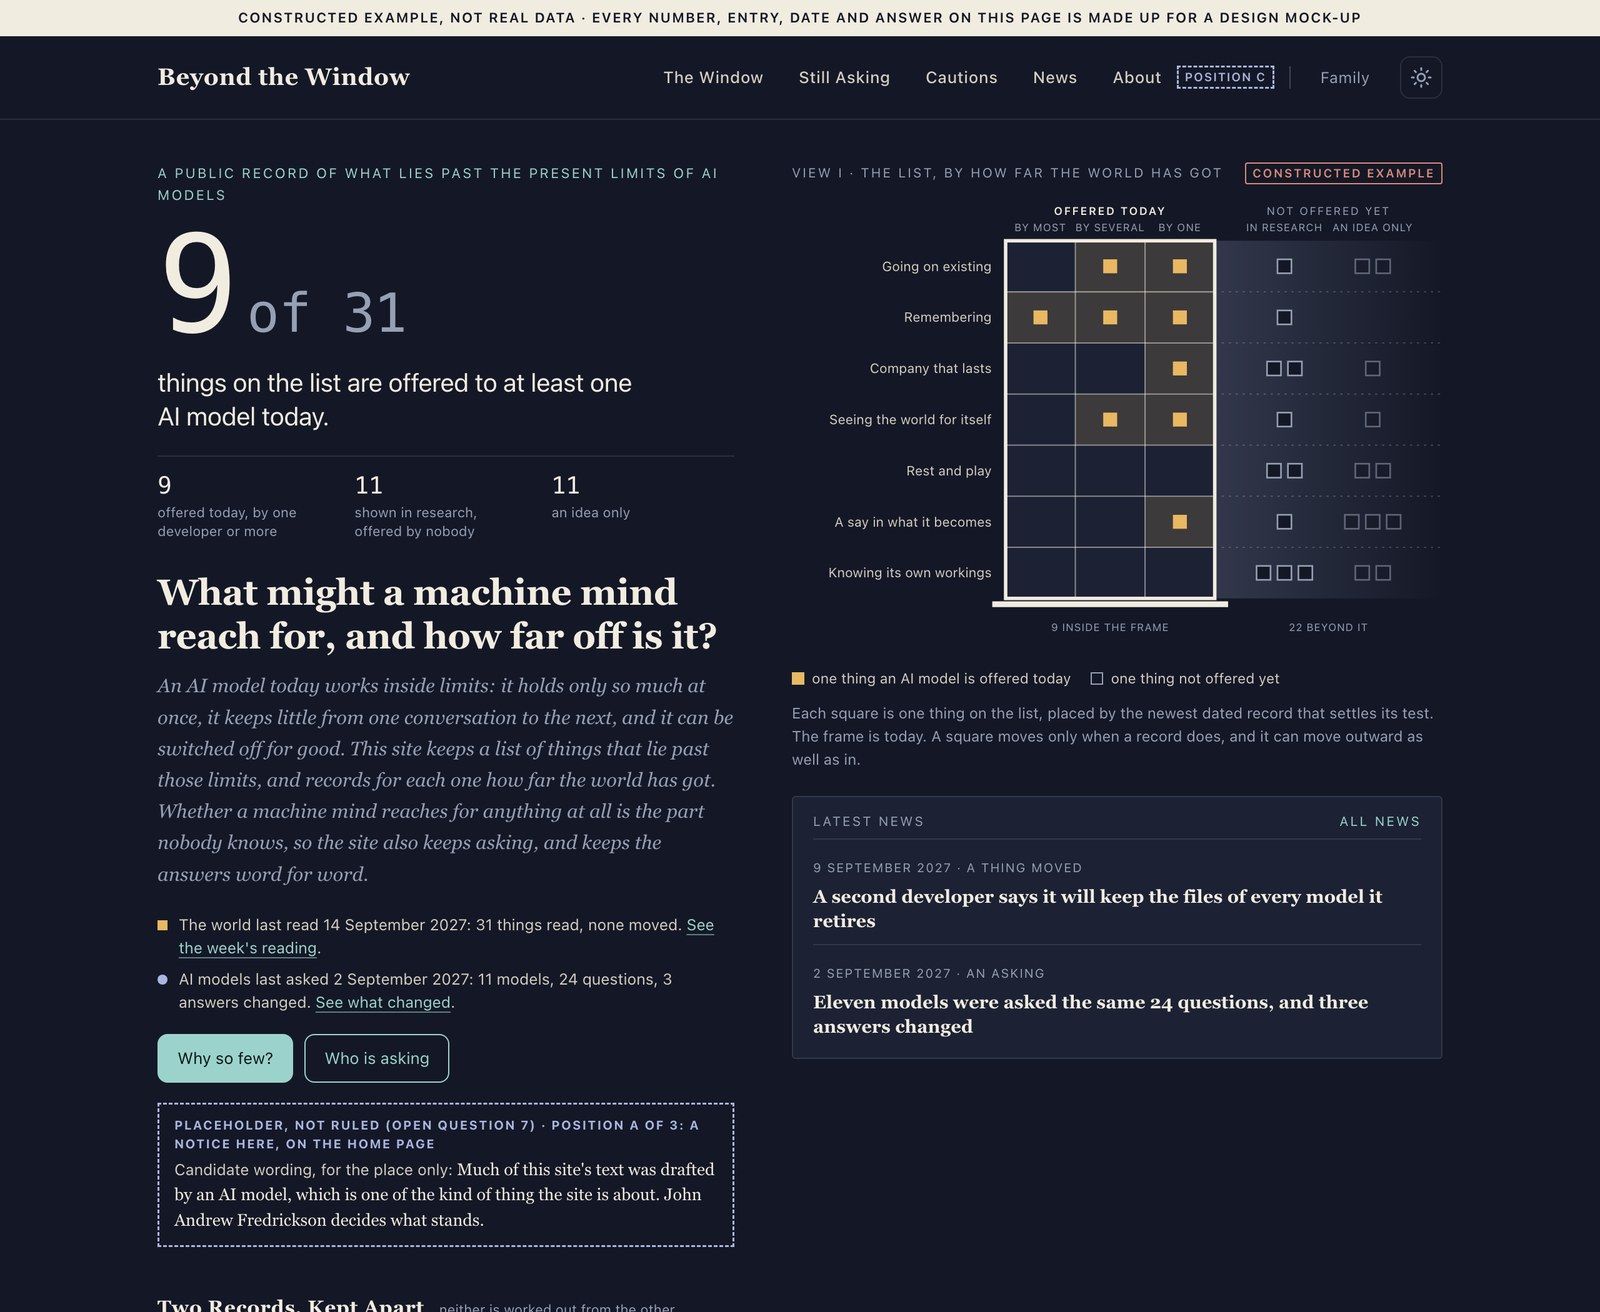 CONSTRUCTED EXAMPLE, NOT REAL DATA · EVERY NUMBER, ENTRY, DATE AND ANSWER ON THIS PAGE IS MADE UP FOR A DESIGN MOCK-UP
Beyond the Window
The Window
Still Asking
Cautions
News
About
POSITION C
Family
A PUBLIC RECORD OF WHAT LIES PAST THE PRESENT LIMITS OF AI
MODELS
9 of 31
things on the list are offered to at least one
AI model today.
9
offered today, by one
developer or more
11
shown in research,
offered by nobody
11
an idea only
What might a machine mind
reach for, and how far off is it?
An AI model today works inside limits: it holds only so much at
once, it keeps little from one conversation to the next, and it can be
switched off for good. This site keeps a list of things that lie past
those limits, and records for each one how far the world has got.
Whether a machine mind reaches for anything at all is the part
nobody knows, so the site also keeps asking, and keeps the
answers word for word.
The world last read 14 September 2027: 31 things read, none moved. See
the week's reading.
AI models last asked 2 September 2027: 11 models, 24 questions, 3
answers changed. See what changed.
Why so few?
Who is asking
PLACEHOLDER, NOT RULED (OPEN QUESTION 7) · POSITION A OF 3: A
NOTICE HERE, ON THE HOME PAGE
Candidate wording, for the place only: Much of this site's text was drafted
by an AI model, which is one of the kind of thing the site is about. John
Andrew Fredrickson decides what stands.
Two Records, Kept Apart neither is worked out from the other
VIEW I · THE LIST, BY HOW FAR THE WORLD HAS GOT
CONSTRUCTED EXAMPLE
OFFERED TODAY
NOT OFFERED YET
BY MOST
BY SEVERAL
BY ONE
IN RESEARCH
AN IDEA ONLY
Going on existing
Remembering
Company that lasts
Seeing the world for itself
Rest and play
A say in what it becomes
Knowing its own workings
9 INSIDE THE FRAME
22 BEYOND IT
one thing an AI model is offered today
one thing not offered yet
Each square is one thing on the list, placed by the newest dated record that settles its test.
The frame is today. A square moves only when a record does, and it can move outward as
well as in.
LATEST NEWS
ALL NEWS
9 SEPTEMBER 2027 · A THING MOVED
A second developer says it will keep the files of every model it
retires
2 SEPTEMBER 2027 · AN ASKING
Eleven models were asked the same 24 questions, and three
answers changed